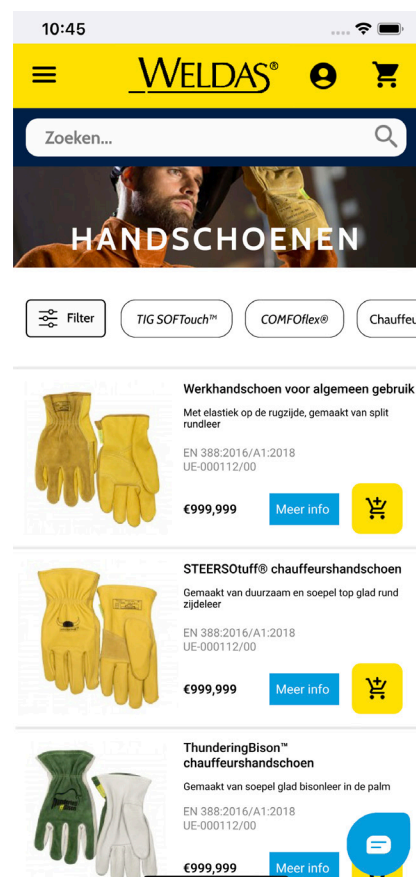 10:45
WELDAS®
Zoeken...
HANDSCHOENEN
Filter
TIG SOFTouch™
COMFOflex®
Chauffeu
Werkhandschoen voor algemeen gebruik
Met elastiek op de rugzijde, gemaakt van split
rundleer
EN 388:2016/A1:2018
UE-000112/00
€999,999
Meer info
STEERSOtuff® chauffeurshandschoen
Gemaakt van duurzaam en soepel top glad rund
zijdeleer
EN 388:2016/A1:2018
UE-000112/00
€999,999
Meer info
ThunderingBison™
chauffeurshandschoen
Gemaakt van soepel glad bisonleer in de palm
EN 388:2016/A1:2018
UE-000112/00
€999,999
Meer info